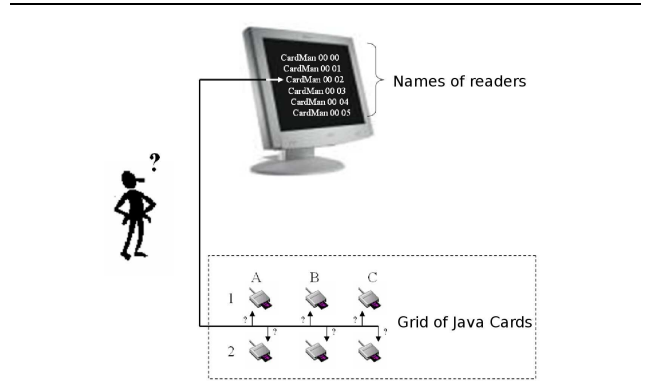 CardMan 00 00
CardMan 00 01
CardMan 00 02
CardMan 00 03
CardMan 00 04
CardMan 00 05
Names of readers
?
A B C
1
? ? ?
Grid of Java Cards
? ? ?
2